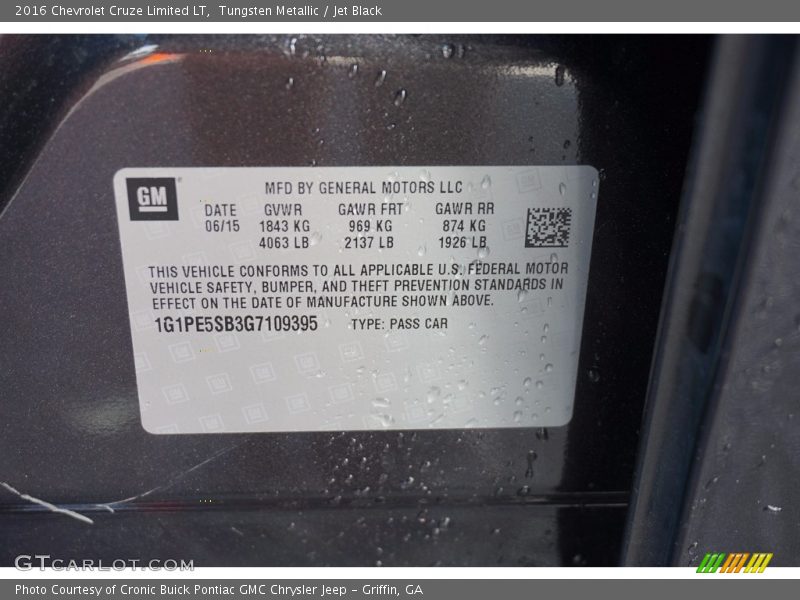 2016 Chevrolet Cruze Limited LT,  Tungsten Metallic / Jet Black
GM
MFD BY GENERAL MOTORS LLC
DATE GVWR GAWR FRT GAWR RR
06/15 1843 KG 969 KG 874 KG
4063 LB 2137 LB 1926 LB
THIS VEHICLE CONFORMS TO ALL APPLICABLE U.S. FEDERAL MOTOR
VEHICLE SAFETY, BUMPER, AND THEFT PREVENTION STANDARDS IN
EFFECT ON THE DATE OF MANUFACTURE SHOWN ABOVE.
1G1PE5SB3G7109395 TYPE: PASS CAR
GTCARLOT.COM
Photo Courtesy of Cronic Buick Pontiac GMC Chrysler Jeep - Griffin, GA